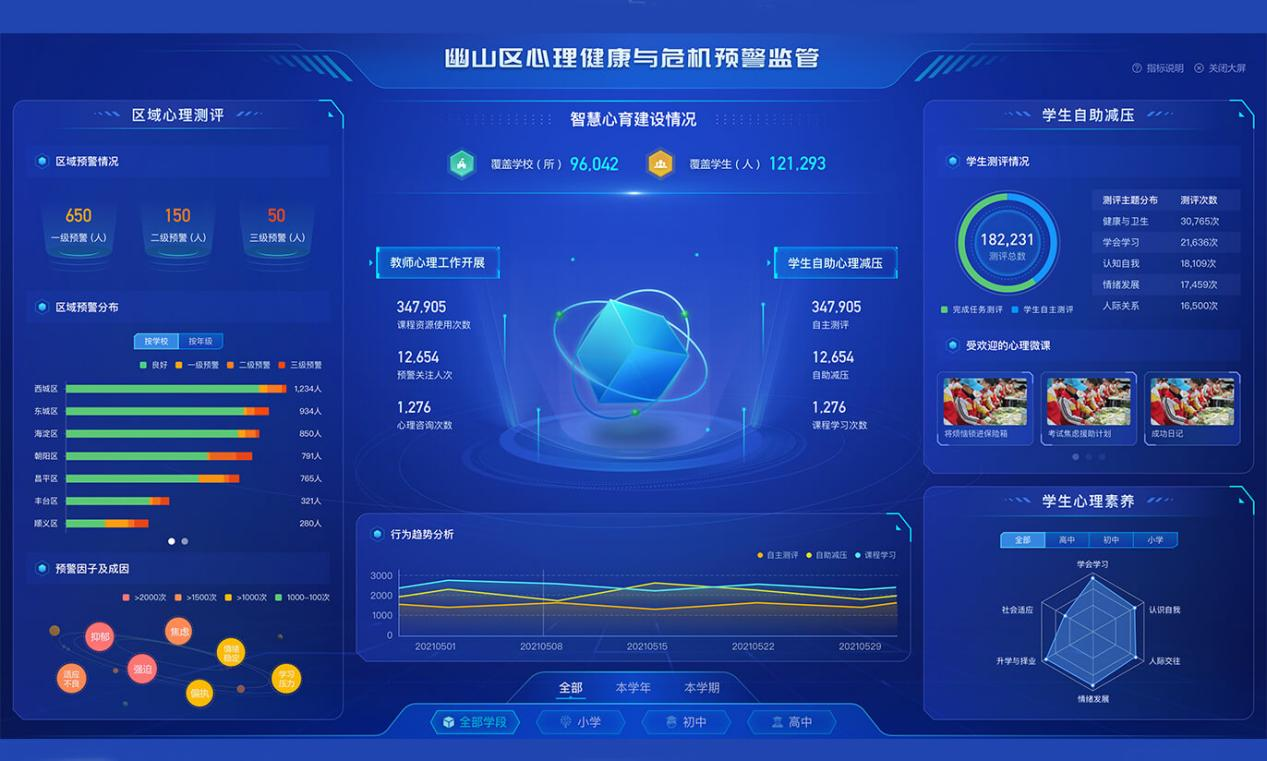 幽山区心理健康与危机预警监管
指标说明 关闭大屏
区域心理测评
区域预警情况
650 150 50
一级预警 (人) 二级预警 (人) 三级预警 (人)
区域预警分布
按学校 按年级
良好 一级预警 二级预警 三级预警
西城区 1,234人
东城区 934人
海淀区 850人
朝阳区 791人
昌平区 765人
丰台区 321人
顺义区 280人
预警因子及成因
>2000次 >1500次 >1000次 1000-100次
抑郁
焦虑
情绪
稳定
适应
不良
强迫
偏执
学习
压力
智慧心育建设情况
覆盖学校 ( 所 ) 96,042 覆盖学生 ( 人 ) 121,293
教师心理工作开展
347,905
课程资源使用次数
12,654
预警关注人次
1,276
心理咨询次数
学生自助心理减压
347,905
自主测评
12,654
自助减压
1,276
课程学习次数
行为趋势分析
自主测评 自助减压 课程学习
3000
2000
1000
0
20210501 20210508 20210515 20210522 20210529
全部 本学年 本学期
全部学段 小学 初中 高中
学生自助减压
学生测评情况
182,231
测评总数
完成任务测评 学生自主测评
测评主题分布 测评次数
健康与卫生 30,765次
学会学习 21,636次
认知自我 18,109次
情绪发展 17,459次
人际关系 16,500次
受欢迎的心理微课
将烦恼锁进保险箱 考试焦虑援助计划 成功日记
学生心理素养
全部 高中 初中 小学
学会学习
社会适应 认识自我
升学与择业 人际交往
情绪发展